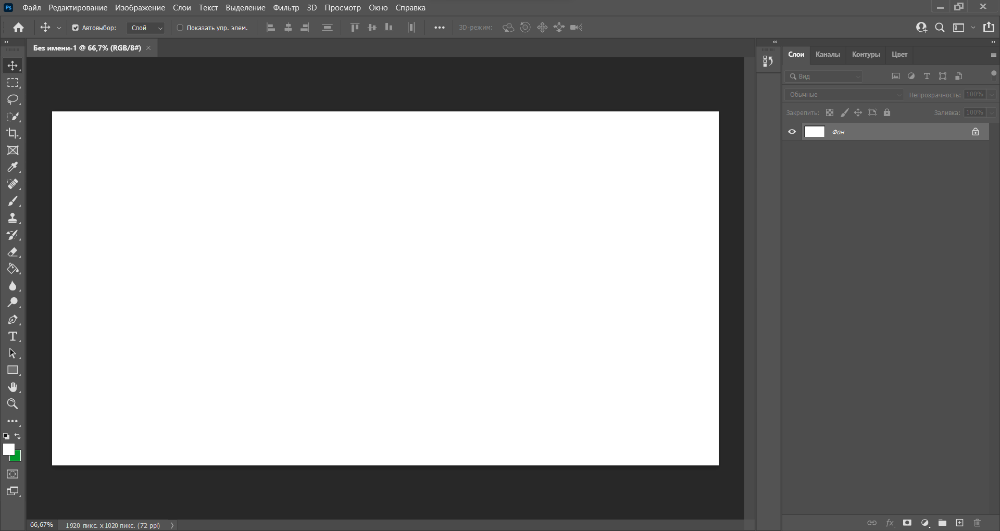 Ps Файл Редактирование Изображение Слои Текст Выделение Фильтр 3D Просмотр Окно Справка
Автовыбор: Слой Показать упр. элем. 3D-режим:
Без имени-1 @ 66,7% (RGB/8#)
Слои Каналы Контуры Цвет
Вид
Обычные Непрозрачность: 100%
Закрепить: Заливка: 100%
Фон
66,67% 1920 пикс. x 1020 пикс. (72 ppi)
fx